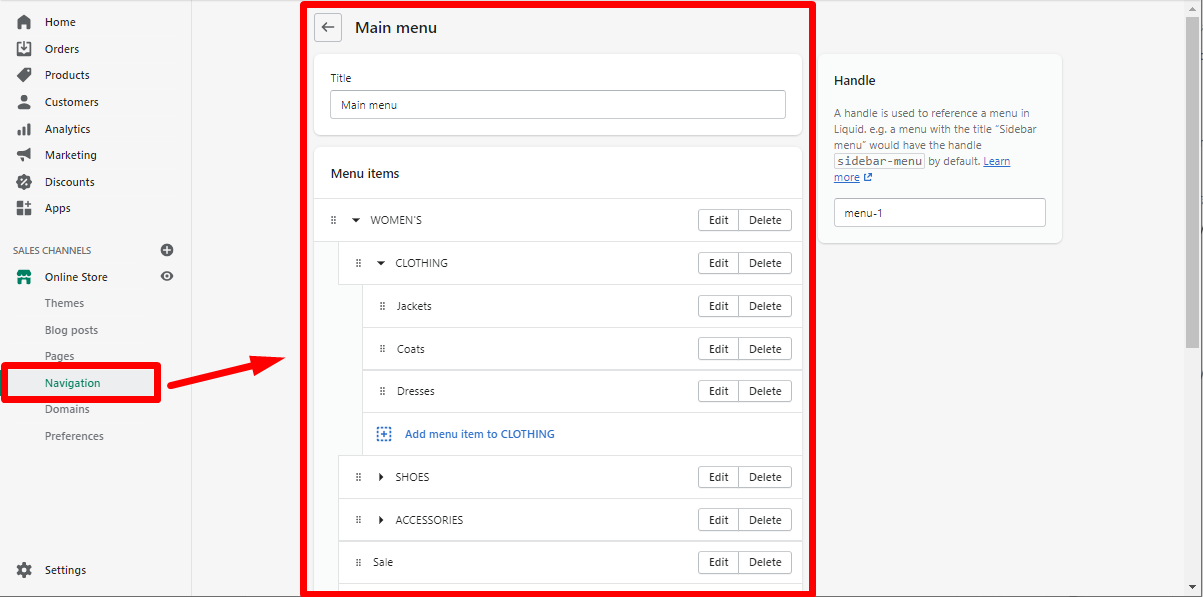 Home
Orders
Products
Customers
Analytics
Marketing
Discounts
Apps
SALES CHANNELS
Online Store
Themes
Blog posts
Pages
Navigation
Domains
Preferences
Settings
Main menu
Title
Main menu
Menu items
WOMEN'S Edit Delete
CLOTHING Edit Delete
Jackets Edit Delete
Coats Edit Delete
Dresses Edit Delete
Add menu item to CLOTHING
SHOES Edit Delete
ACCESSORIES Edit Delete
Sale Edit Delete
Handle
A handle is used to reference a menu in
Liquid. e.g. a menu with the title “Sidebar
menu” would have the handle
sidebar-menu by default. Learn
more
menu-1